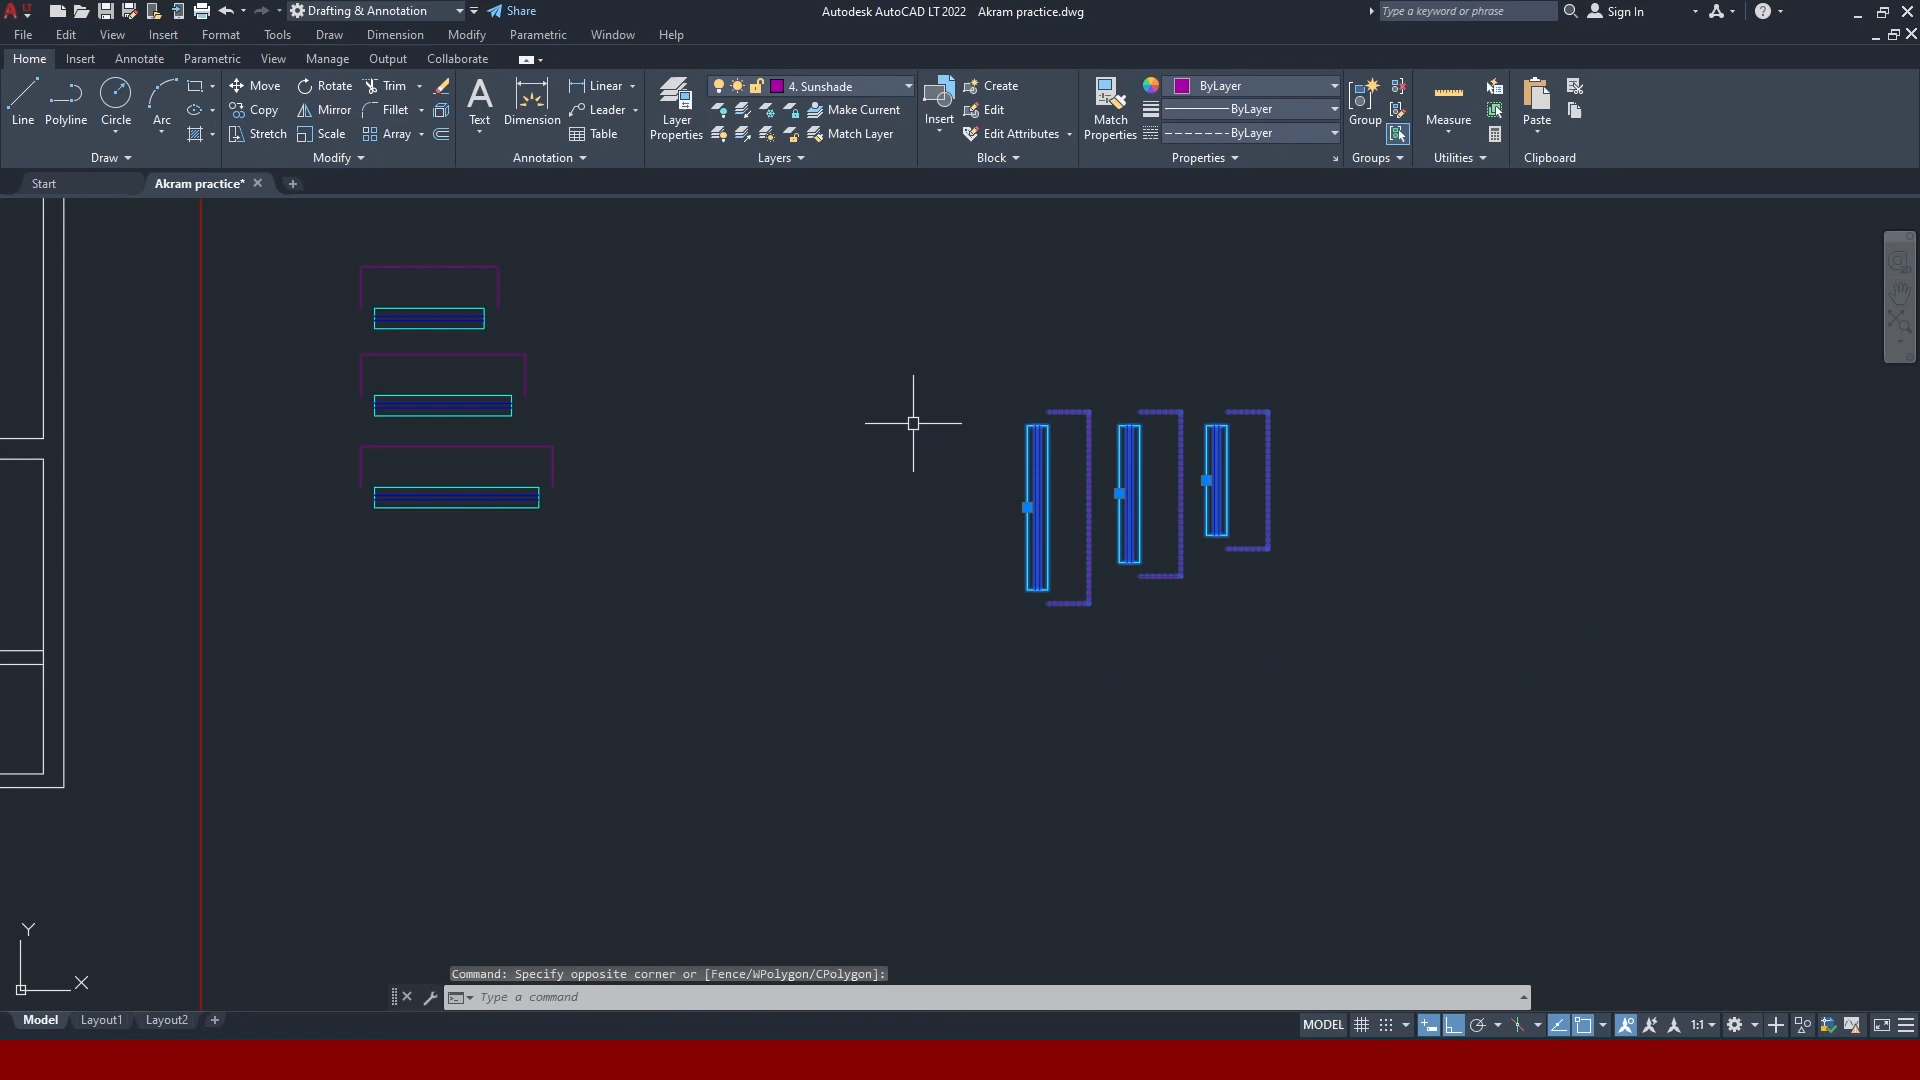 LT
Drafting & Annotation
Share
Autodesk AutoCAD LT 2022 Akram practice.dwg
Type a keyword or phrase
Sign In
File Edit View Insert Format Tools Draw Dimension Modify Parametric Window Help
Home Insert Annotate Parametric View Manage Output Collaborate
Line Polyline Circle Arc
Move Rotate Trim
Copy Mirror Fillet
Stretch Scale Array
Text Dimension
Linear
Leader
Table
Layer Properties
4. Sunshade
Make Current
Match Layer
Insert
Create
Edit
Edit Attributes
Match Properties
ByLayer
ByLayer
ByLayer
Group
Measure
Paste
Draw Modify Annotation Layers Block Properties Groups Utilities Clipboard
Start Akram practice*
Y
X
Command: Specify opposite corner or [Fence/WPolygon/CPolygon]:
Type a command
Model Layout1 Layout2
MODEL 1:1